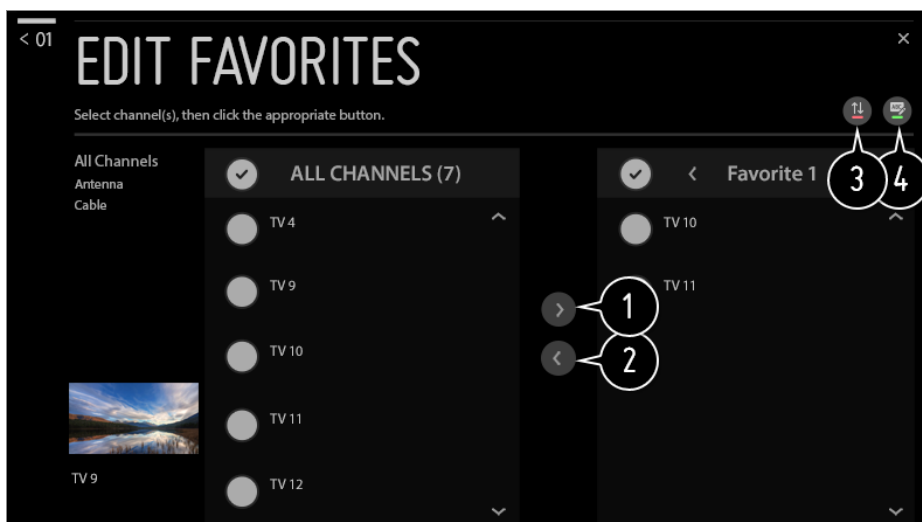 < 01
EDIT FAVORITES
Select channel(s), then click the appropriate button.
All Channels
Antenna
Cable
TV 9
ALL CHANNELS (7)
TV 4
TV 9
TV 10
TV 11
TV 12
1
2
Favorite 1
TV 10
TV 11
ABC
3
4